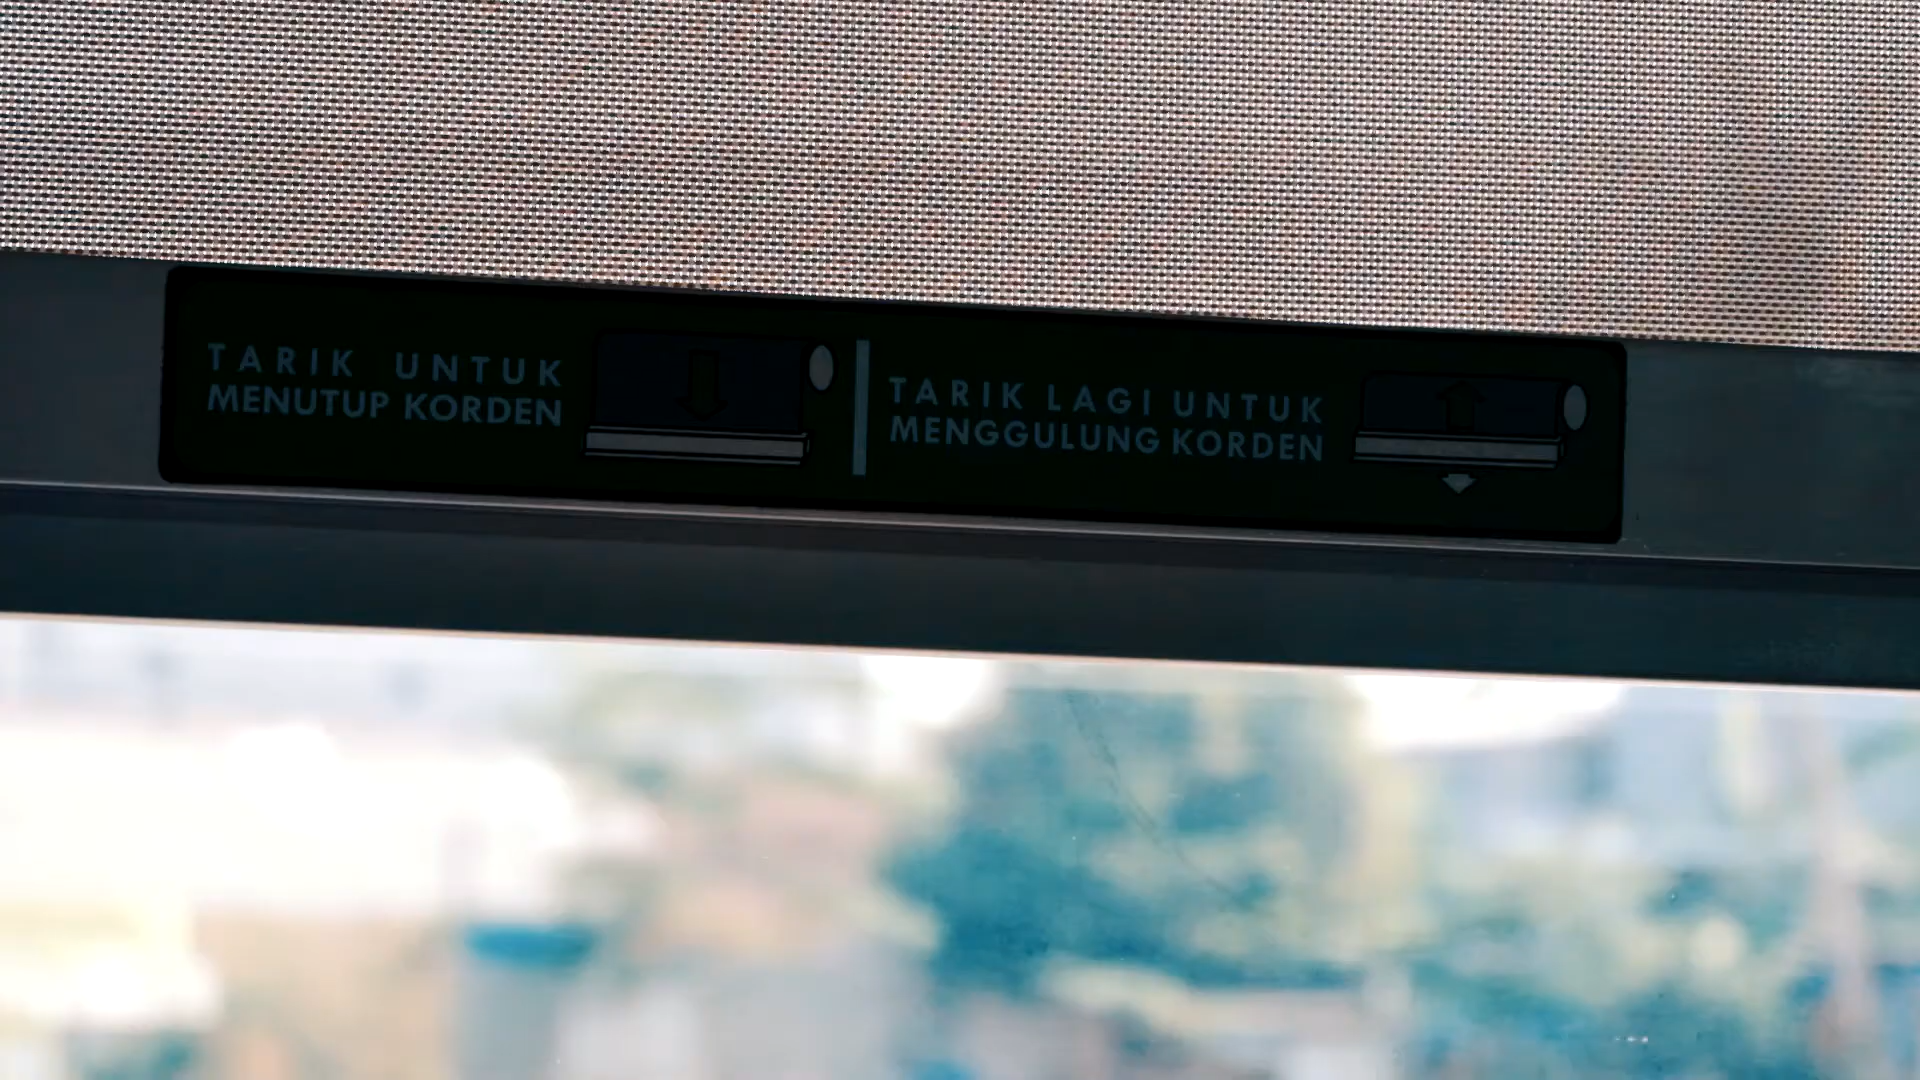 TARIK UNTUK
MENUTUP KORDEN
TARIK LAGI UNTUK
MENGGULUNG KORDEN